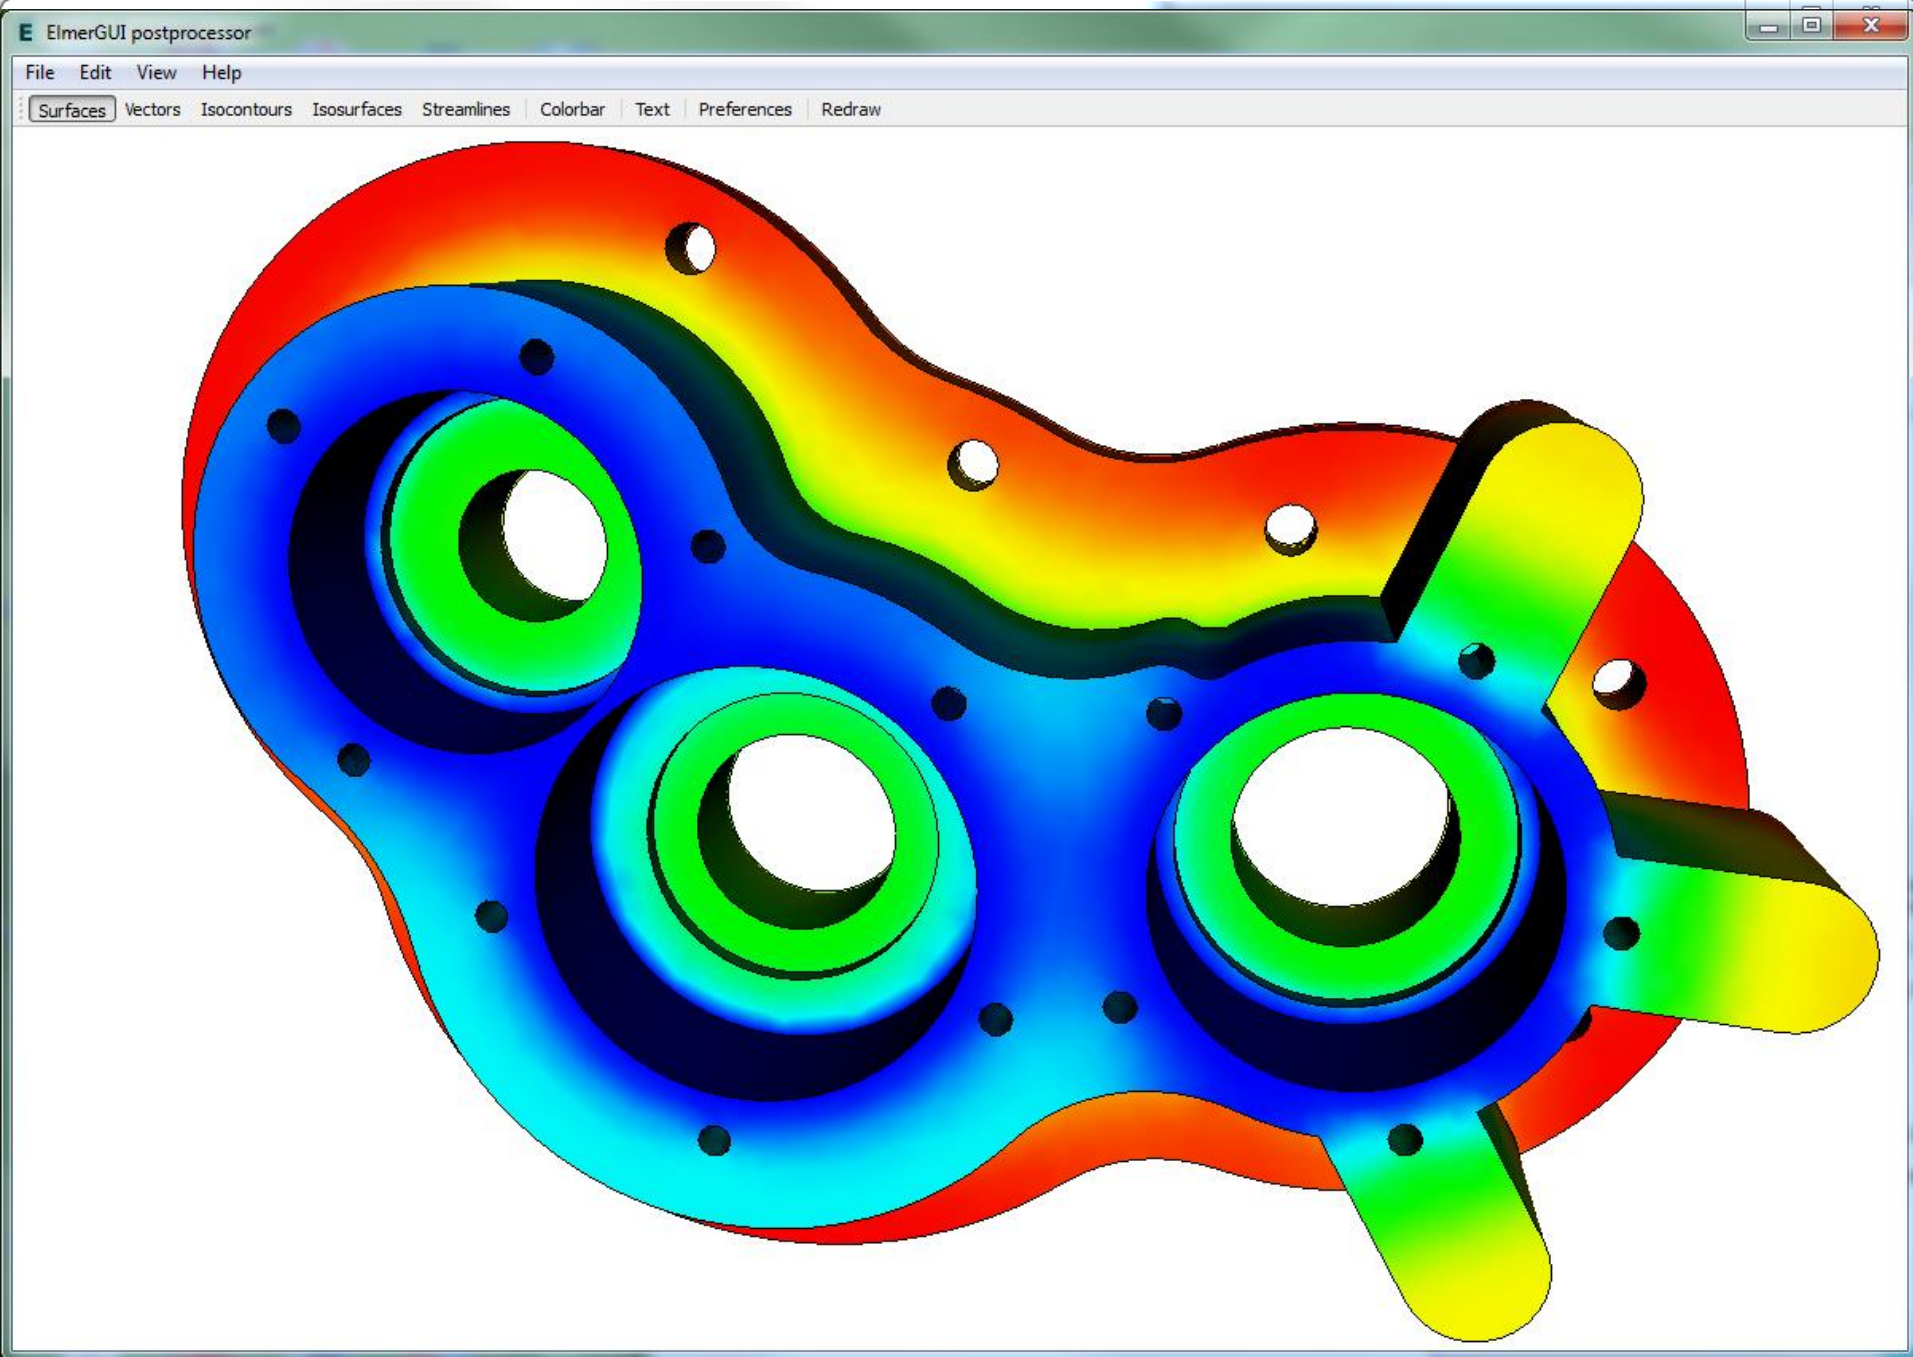 E ElmerGUI postprocessor
File Edit View Help
Surfaces Vectors Isocontours Isosurfaces Streamlines Colorbar Text Preferences Redraw